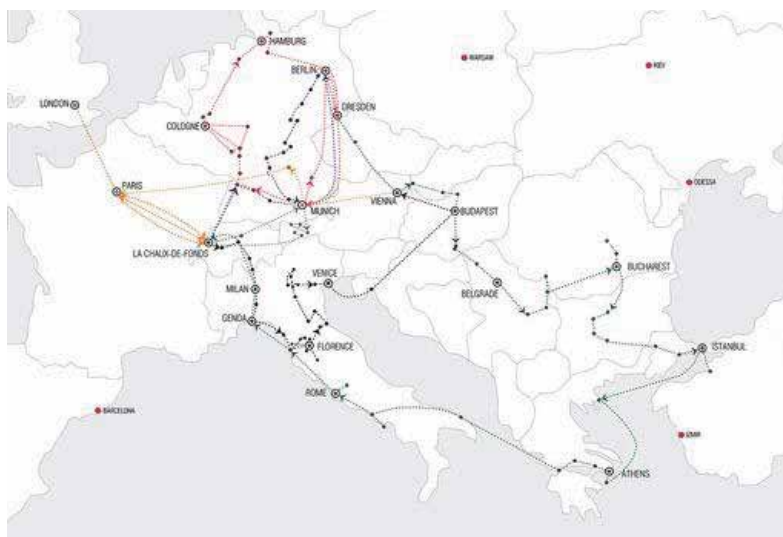 HAMBURG
WARSAW
KIEV
BERLIN
LONDON
DRESDEN
COLOGNE
ODESSA
PARIS
MUNICH
VIENNA
BUDAPEST
LA CHAUX-DE-FONDS
VENICE
BUCHAREST
MILAN
BELGRADE
GENOA
FLORENCE
ISTANBUL
ROME
BARCELONA
IZMIR
ATHENS